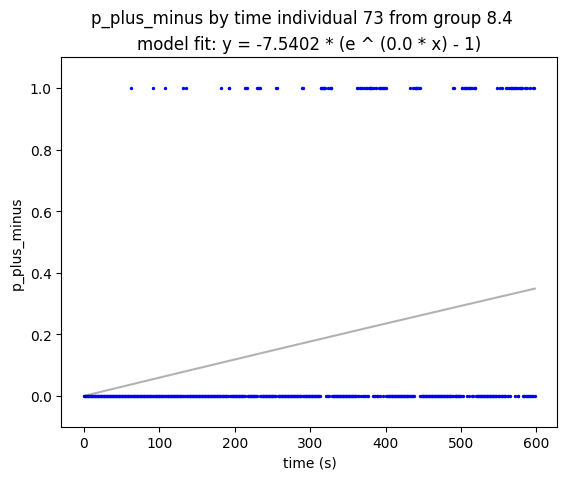 p_plus_minus by time individual 73 from group 8.4
model fit: y = -7.5402 * (e ^ (0.0 * x) - 1)
1.0
0.8
0.6
0.4
0.2
0.0
p_plus_minus
0 100 200 300 400 500 600
time (s)